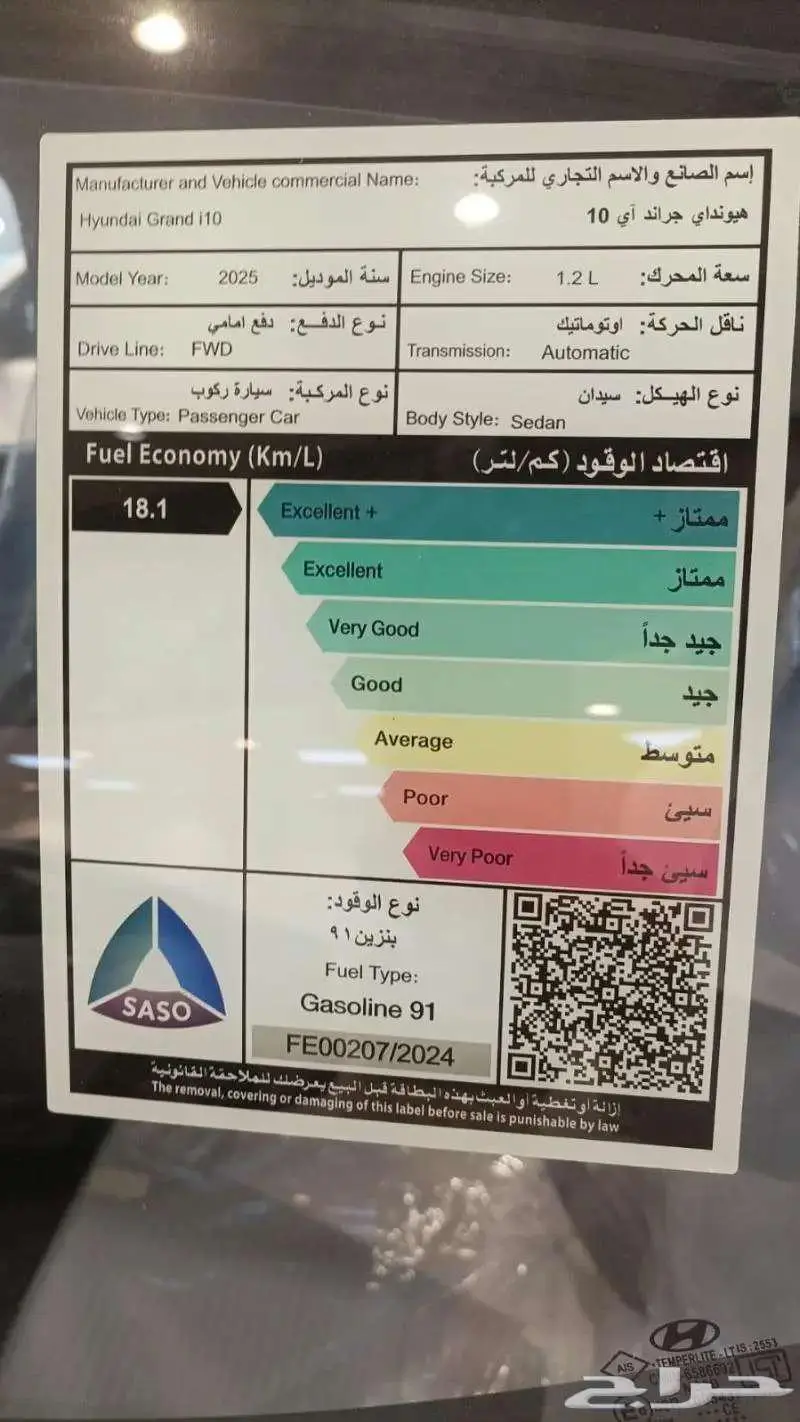 Manufacturer and Vehicle commercial Name: إسم الصانع والاسم التجاري للمركبة:
Hyundai Grand i10 هيونداي جراند آي 10
Model Year: 2025 سنة الموديل: Engine Size: 1.2 L سعة المحرك:
نوع الدفع: دفع امامي ناقل الحركة: اوتوماتيك
Drive Line: FWD Transmission: Automatic
نوع المركبة: سيارة ركوب نوع الهيكل: سيدان
Vehicle Type: Passenger Car Body Style: Sedan
Fuel Economy (Km/L) اقتصاد الوقود (كم/لتر)
18.1 Excellent + ممتاز +
Excellent ممتاز
Very Good جيد جداً
Good جيد
Average متوسط
Poor سيئ
Very Poor سيئ جداً
نوع الوقود:
بنزين ٩١
Fuel Type:
Gasoline 91
SASO
FE00207/2024
إزالة أو تغطية أو العبث بهذه البطاقة قبل البيع يعرضك للملاحقة القانونية
The removal, covering or damaging of this label before sale is punishable by law
AIS TEMPERLITE-LT IS:2553
حراج
CE